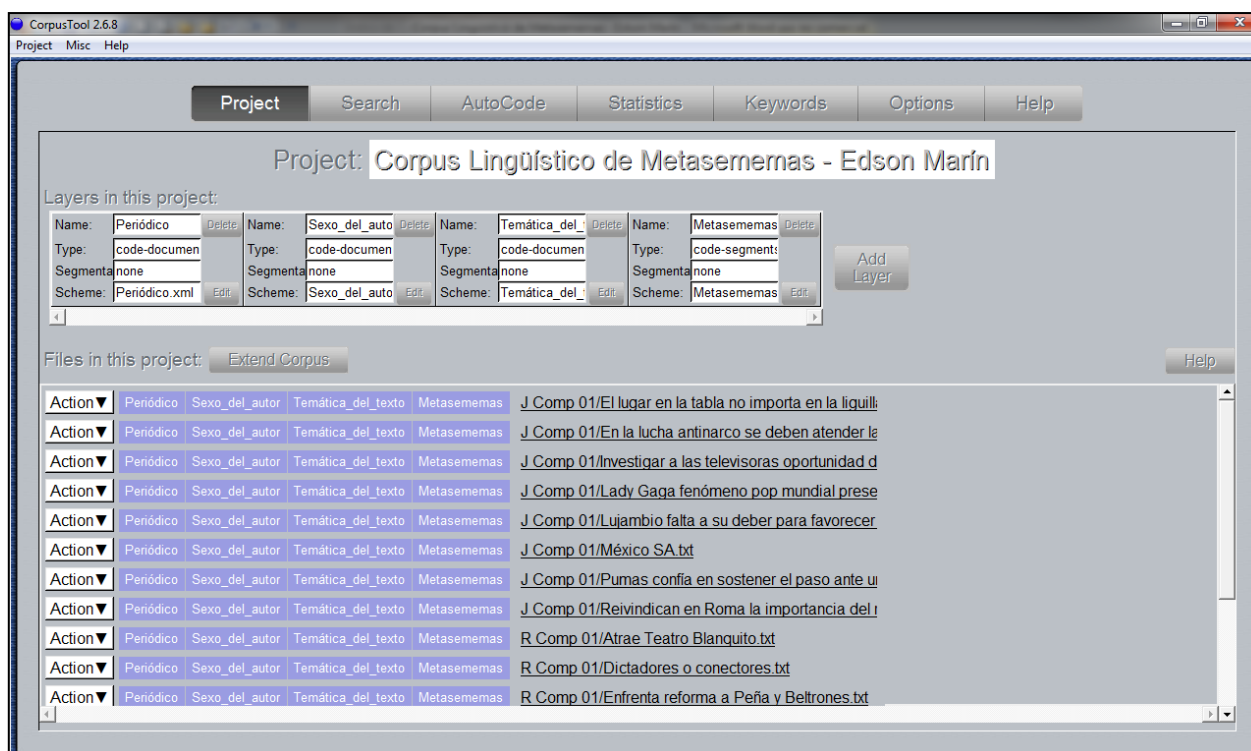 CorpusTool 2.6.8
Project Misc Help
Project Search AutoCode Statistics Keywords Options Help
Project: Corpus Lingüístico de Metasememas - Edson Marín
Layers in this project:
Name: Periódico Delete Name: Sexo_del_auto Delete Name: Temática_del_ Delete Name: Metasememas Delete
Type: code-documen Type: code-documen Type: code-documen Type: code-segments
Segmenta none Segmenta none Segmenta none Segmenta none
Scheme: Periódico.xml Edit Scheme: Sexo_del_auto Edit Scheme: Temática_del_ Edit Scheme: Metasememas Edit
Add
Layer
Files in this project: Extend Corpus Help
Action▼ Periódico Sexo_del_autor Temática_del_texto Metasememas J Comp 01/El lugar en la tabla no importa en la liguilla
Action▼ Periódico Sexo_del_autor Temática_del_texto Metasememas J Comp 01/En la lucha antinarco se deben atender la
Action▼ Periódico Sexo_del_autor Temática_del_texto Metasememas J Comp 01/Investigar a las televisoras oportunidad d
Action▼ Periódico Sexo_del_autor Temática_del_texto Metasememas J Comp 01/Lady Gaga fenómeno pop mundial prese
Action▼ Periódico Sexo_del_autor Temática_del_texto Metasememas J Comp 01/Lujambio falta a su deber para favorecer
Action▼ Periódico Sexo_del_autor Temática_del_texto Metasememas J Comp 01/México SA.txt
Action▼ Periódico Sexo_del_autor Temática_del_texto Metasememas J Comp 01/Pumas confía en sostener el paso ante u
Action▼ Periódico Sexo_del_autor Temática_del_texto Metasememas J Comp 01/Reivindican en Roma la importancia del
Action▼ Periódico Sexo_del_autor Temática_del_texto Metasememas R Comp 01/Atrae Teatro Blanquito.txt
Action▼ Periódico Sexo_del_autor Temática_del_texto Metasememas R Comp 01/Dictadores o conectores.txt
Action▼ Periódico Sexo_del_autor Temática_del_texto Metasememas R Comp 01/Enfrenta reforma a Peña y Beltrones.txt